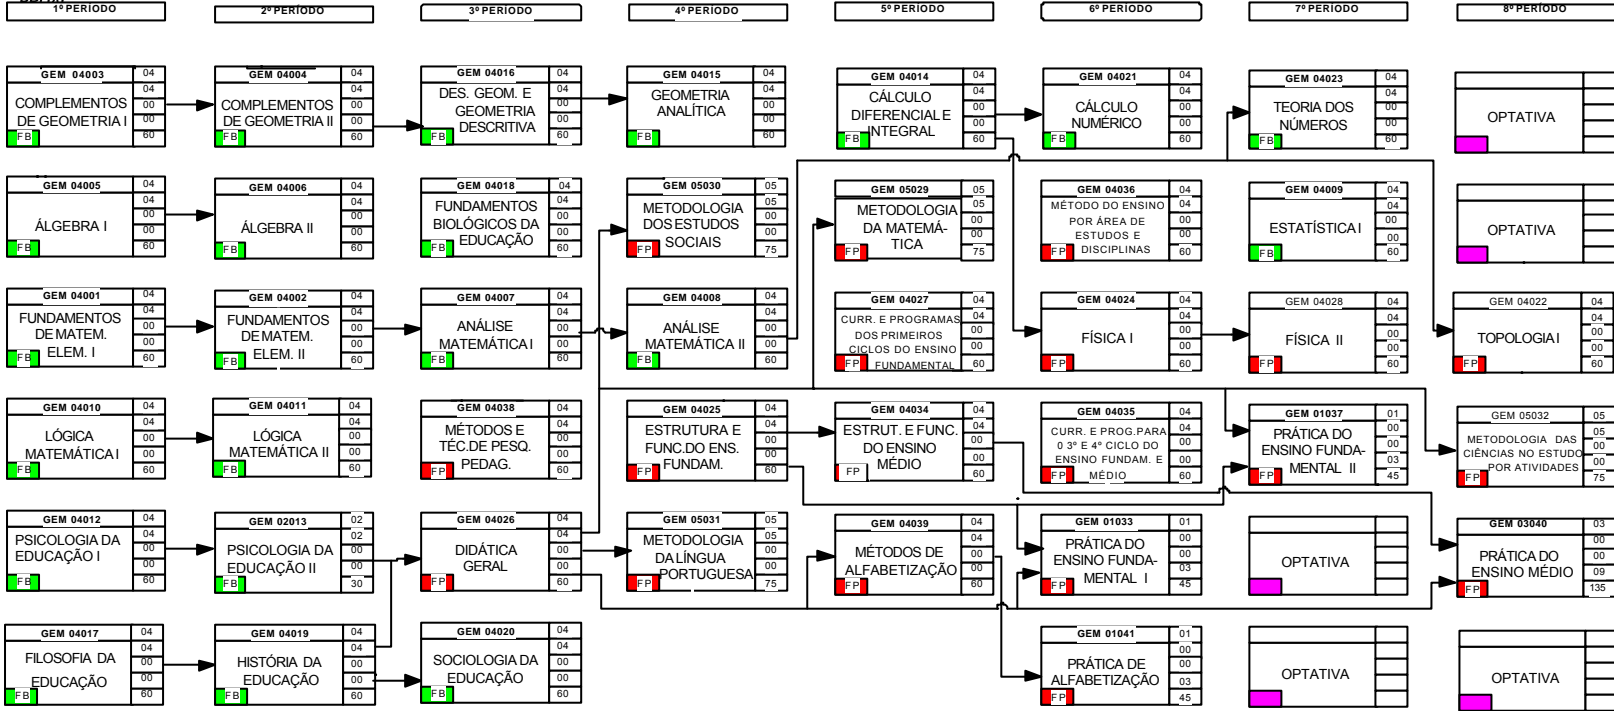 1º PERÍODO
2º PERÍODO
3º PERÍODO
4º PERÍODO
5º PERÍODO
6º PERÍODO
7º PERÍODO
8º PERÍODO
GEM 04003
COMPLEMENTOS
DE GEOMETRIA I
FB
04
04
00
00
60
GEM 04004
COMPLEMENTOS
DE GEOMETRIA II
FB
04
04
00
00
60
GEM 04016
DES. GEOM. E
GEOMETRIA
DESCRITIVA
FB
04
04
00
00
60
GEM 04015
GEOMETRIA
ANALÍTICA
FB
04
04
00
00
60
GEM 04014
CÁLCULO
DIFERENCIAL E
INTEGRAL
FB
04
04
00
00
60
GEM 04021
CÁLCULO
NUMÉRICO
FB
04
04
00
00
60
GEM 04023
TEORIA DOS
NÚMEROS
FB
04
04
00
00
60
OPTATIVA
GEM 04005
ÁLGEBRA I
FB
04
04
00
00
60
GEM 04006
ÁLGEBRA II
FB
04
04
00
00
60
GEM 04018
FUNDAMENTOS
BIOLÓGICOS DA
EDUCAÇÃO
FB
04
04
00
00
60
GEM 05030
METODOLOGIA
DOS ESTUDOS
SOCIAIS
FP
05
05
00
00
75
GEM 05029
METODOLOGIA
DA MATEMÁ-
TICA
FP
05
05
00
00
75
GEM 04036
MÉTODO DO ENSINO
POR ÁREA DE
ESTUDOS E
DISCIPLINAS
FP
04
04
00
00
60
GEM 04009
ESTATÍSTICA I
FB
04
04
00
00
60
OPTATIVA
GEM 04001
FUNDAMENTOS
DE MATEM.
ELEM. I
FB
04
04
00
00
60
GEM 04002
FUNDAMENTOS
DE MATEM.
ELEM. II
FB
04
04
00
00
60
GEM 04007
ANÁLISE
MATEMÁTICA I
FB
04
04
00
00
60
GEM 04008
ANÁLISE
MATEMÁTICA II
FB
04
04
00
00
60
GEM 04027
CURR. E PROGRAMAS
DOS PRIMEIROS
CICLOS DO ENSINO
FUNDAMENTAL
FP
04
04
00
00
60
GEM 04024
FÍSICA I
FP
04
04
00
00
60
GEM 04028
FÍSICA II
FP
04
04
00
00
60
GEM 04022
TOPOLOGIA I
FP
04
04
00
00
60
GEM 04010
LÓGICA
MATEMÁTICA I
FB
04
04
00
00
60
GEM 04011
LÓGICA
MATEMÁTICA II
FB
04
04
00
00
60
GEM 04038
MÉTODOS E
TÉC.DE PESQ.
PEDAG.
FP
04
04
00
00
60
GEM 04025
ESTRUTURA E
FUNC.DO ENS.
FUNDAM.
FP
04
04
00
00
60
GEM 04034
ESTRUT. E FUNC.
DO ENSINO
MÉDIO
FP
04
04
00
00
60
GEM 04035
CURR. E PROG.PARA
0 3º E 4º CICLO DO
ENSINO FUNDAM. E
MÉDIO
FP
04
04
00
00
60
GEM 01037
PRÁTICA DO
ENSINO FUNDA-
MENTAL II
FP
01
00
00
03
45
GEM 05032
METODOLOGIA DAS
CIÊNCIAS NO ESTUDO
POR ATIVIDADES
FP
05
05
00
00
75
GEM 04012
PSICOLOGIA DA
EDUCAÇÃO I
FB
04
04
00
00
60
GEM 02013
PSICOLOGIA DA
EDUCAÇÃO II
FB
02
02
00
00
30
GEM 04026
DIDÁTICA
GERAL
FP
04
04
00
00
60
GEM 05031
METODOLOGIA
DA LÍNGUA
PORTUGUESA
FP
05
05
00
00
75
GEM 04039
MÉTODOS DE
ALFABETIZAÇÃO
FP
04
04
00
00
60
GEM 01033
PRÁTICA DO
ENSINO FUNDA-
MENTAL I
FP
01
00
00
03
45
OPTATIVA
GEM 03040
PRÁTICA DO
ENSINO MÉDIO
FP
03
00
00
09
135
GEM 04017
FILOSOFIA DA
EDUCAÇÃO
FB
04
04
00
00
60
GEM 04019
HISTÓRIA DA
EDUCAÇÃO
FB
04
04
00
00
60
GEM 04020
SOCIOLOGIA DA
EDUCAÇÃO
FB
04
04
00
00
60
GEM 01041
PRÁTICA DE
ALFABETIZAÇÃO
FP
01
00
00
03
45
OPTATIVA
OPTATIVA